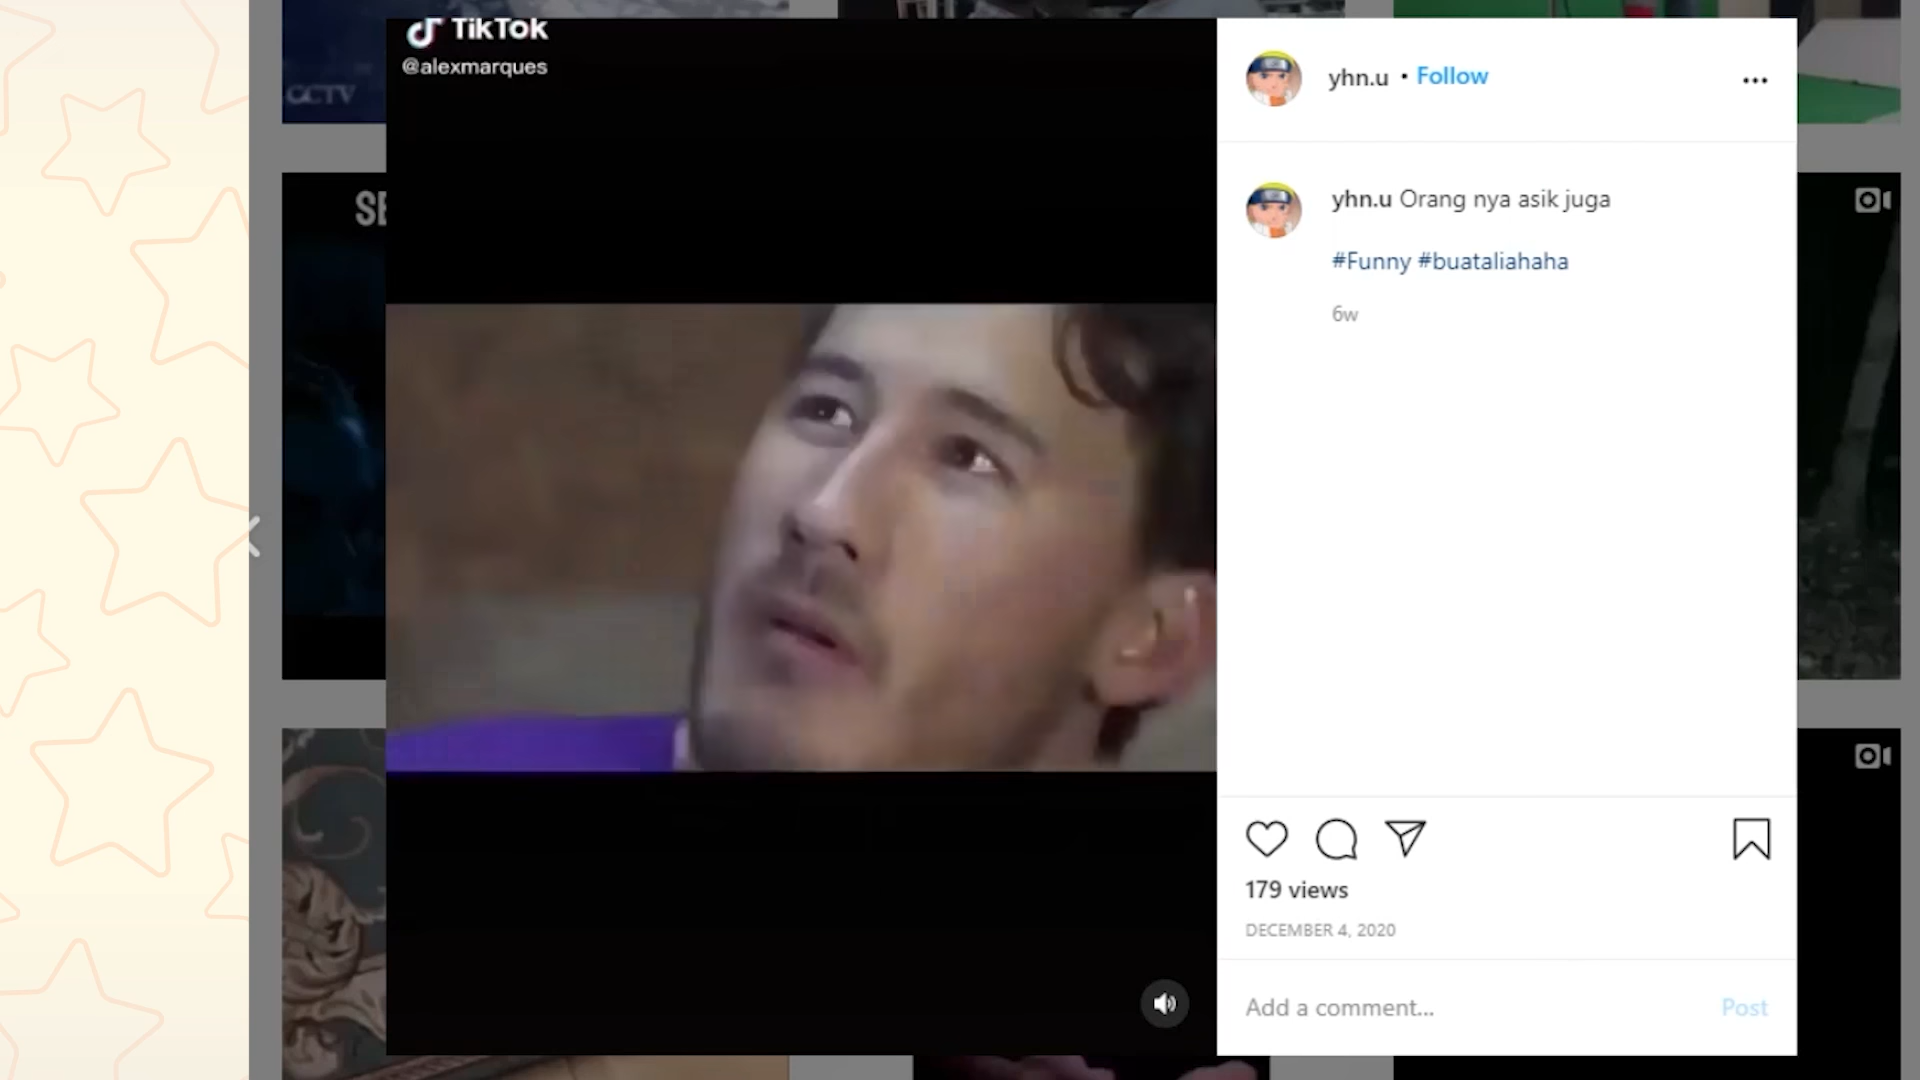 TikTok
@alexmarques
CCTV
SE
yhn.u • Follow
yhn.u Orang nya asik juga
#Funny #buataliahaha
6w
179 views
DECEMBER 4, 2020
Add a comment...
Post